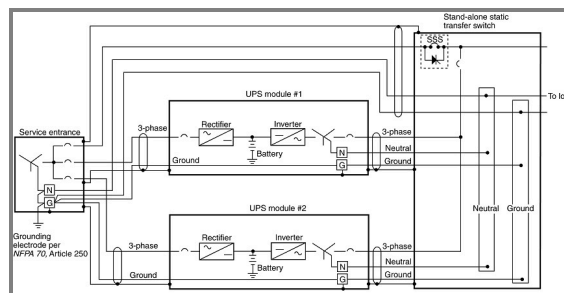 Stand-alone static
transfer switch
SSS
UPS module #1
To lo
3-phase
Rectifier
Inverter
3-phase
Service entrance
Battery
N
Neutral
Ground
G
Ground
N
G
UPS module #2
Neutral
Ground
Grounding
electrode per
NFPA 70, Article 250
3-phase
Rectifier
Inverter
3-phase
Battery
N
Neutral
Ground
G
Ground